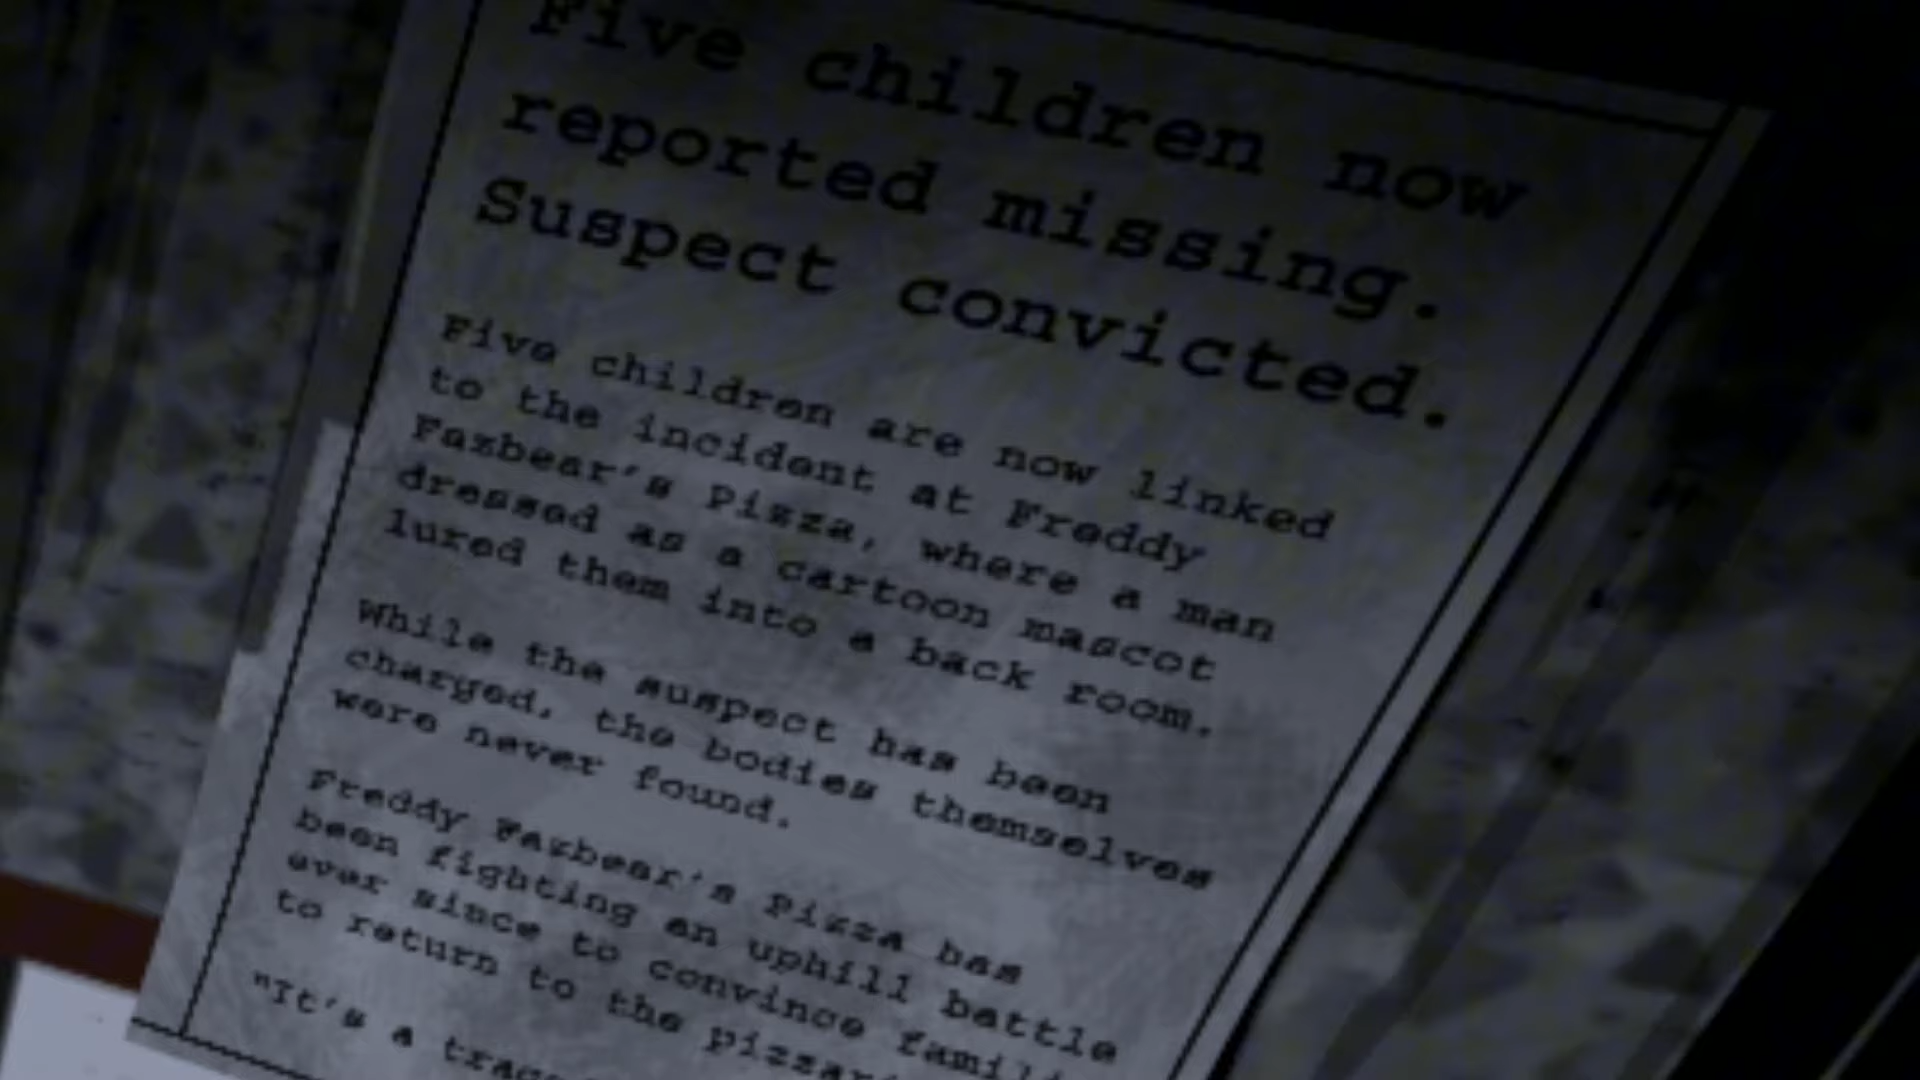 Five children now
reported missing.
Suspect convicted.
Five children are now linked
to the incident at Freddy
Fazbear's Pizza, where a man
dressed as a cartoon mascot
lured them into a back room.
While the suspect has been
charged, the bodies themselves
were never found.
Freddy Fazbear's Pizza has
been fighting an uphill battle
ever since to convince
to return to the
"It's a